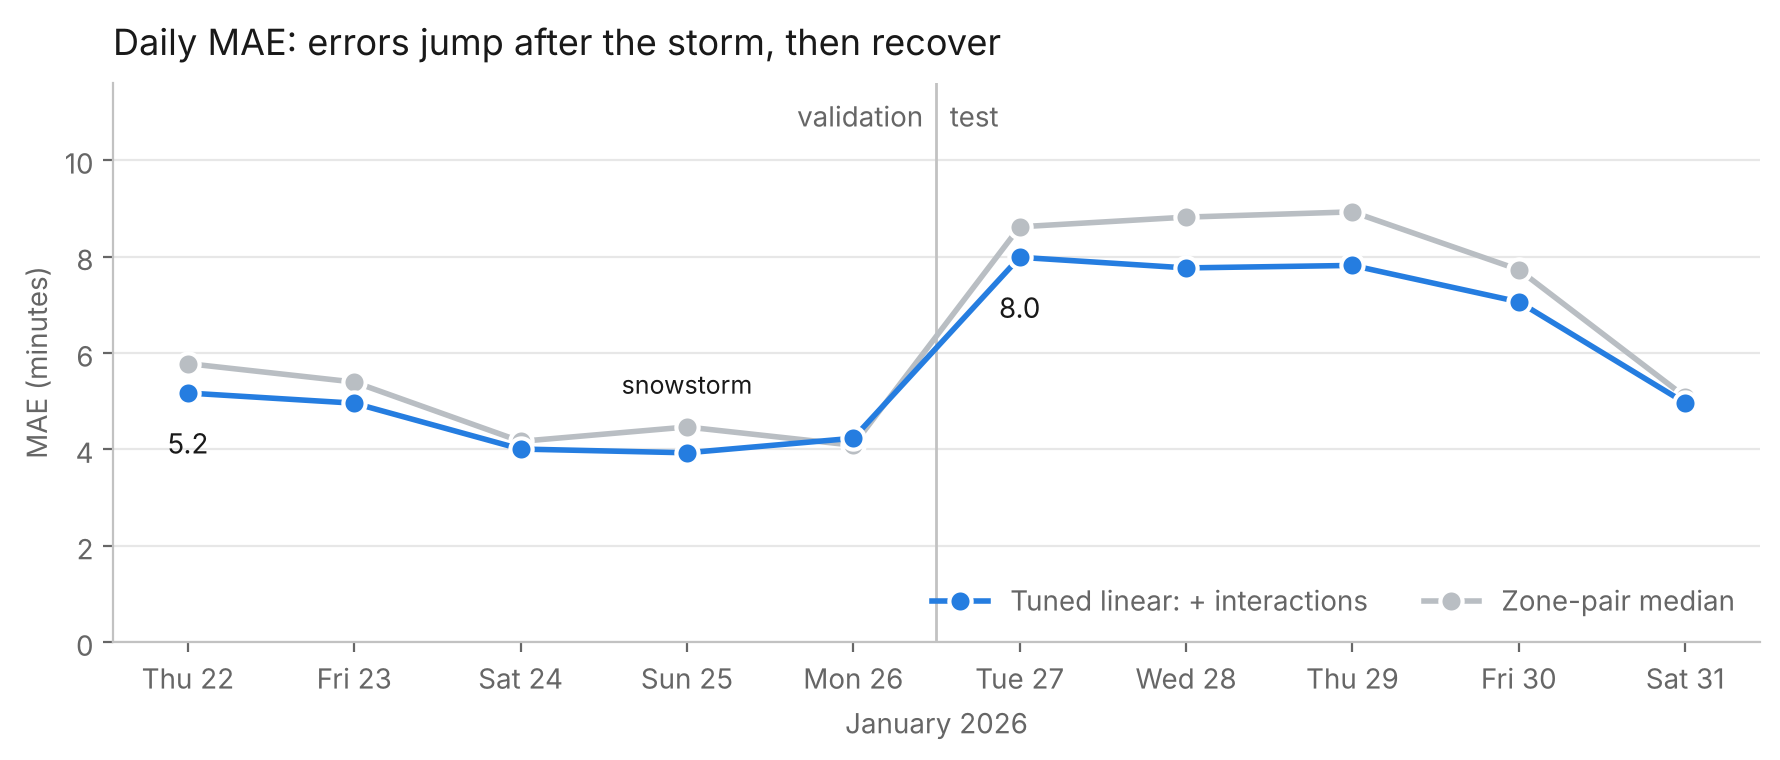 Daily MAE: errors jump after the storm, then recover
validation
test
MAE (minutes)
10
8
6
4
2
0
snowstorm
5.2
8.0
Tuned linear: + interactions
Zone-pair median
Thu 22
Fri 23
Sat 24
Sun 25
Mon 26
Tue 27
Wed 28
Thu 29
Fri 30
Sat 31
January 2026